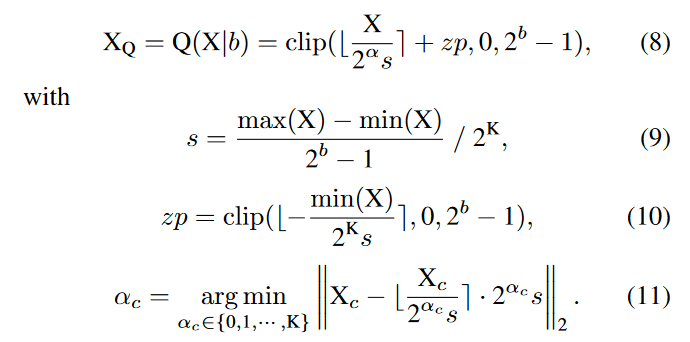 X_Q = Q(X|b) = clip(⌊X / 2^α s⌉ + zp, 0, 2^b − 1), (8)
with
s = (max(X) − min(X)) / (2^b − 1) / 2^K, (9)
zp = clip(⌊− min(X) / 2^K s⌉, 0, 2^b − 1), (10)
α_c = arg min_{α_c∈{0,1,⋯,K}} ‖X_c − ⌊X_c / 2^{α_c} s⌉ · 2^{α_c} s‖_2 . (11)